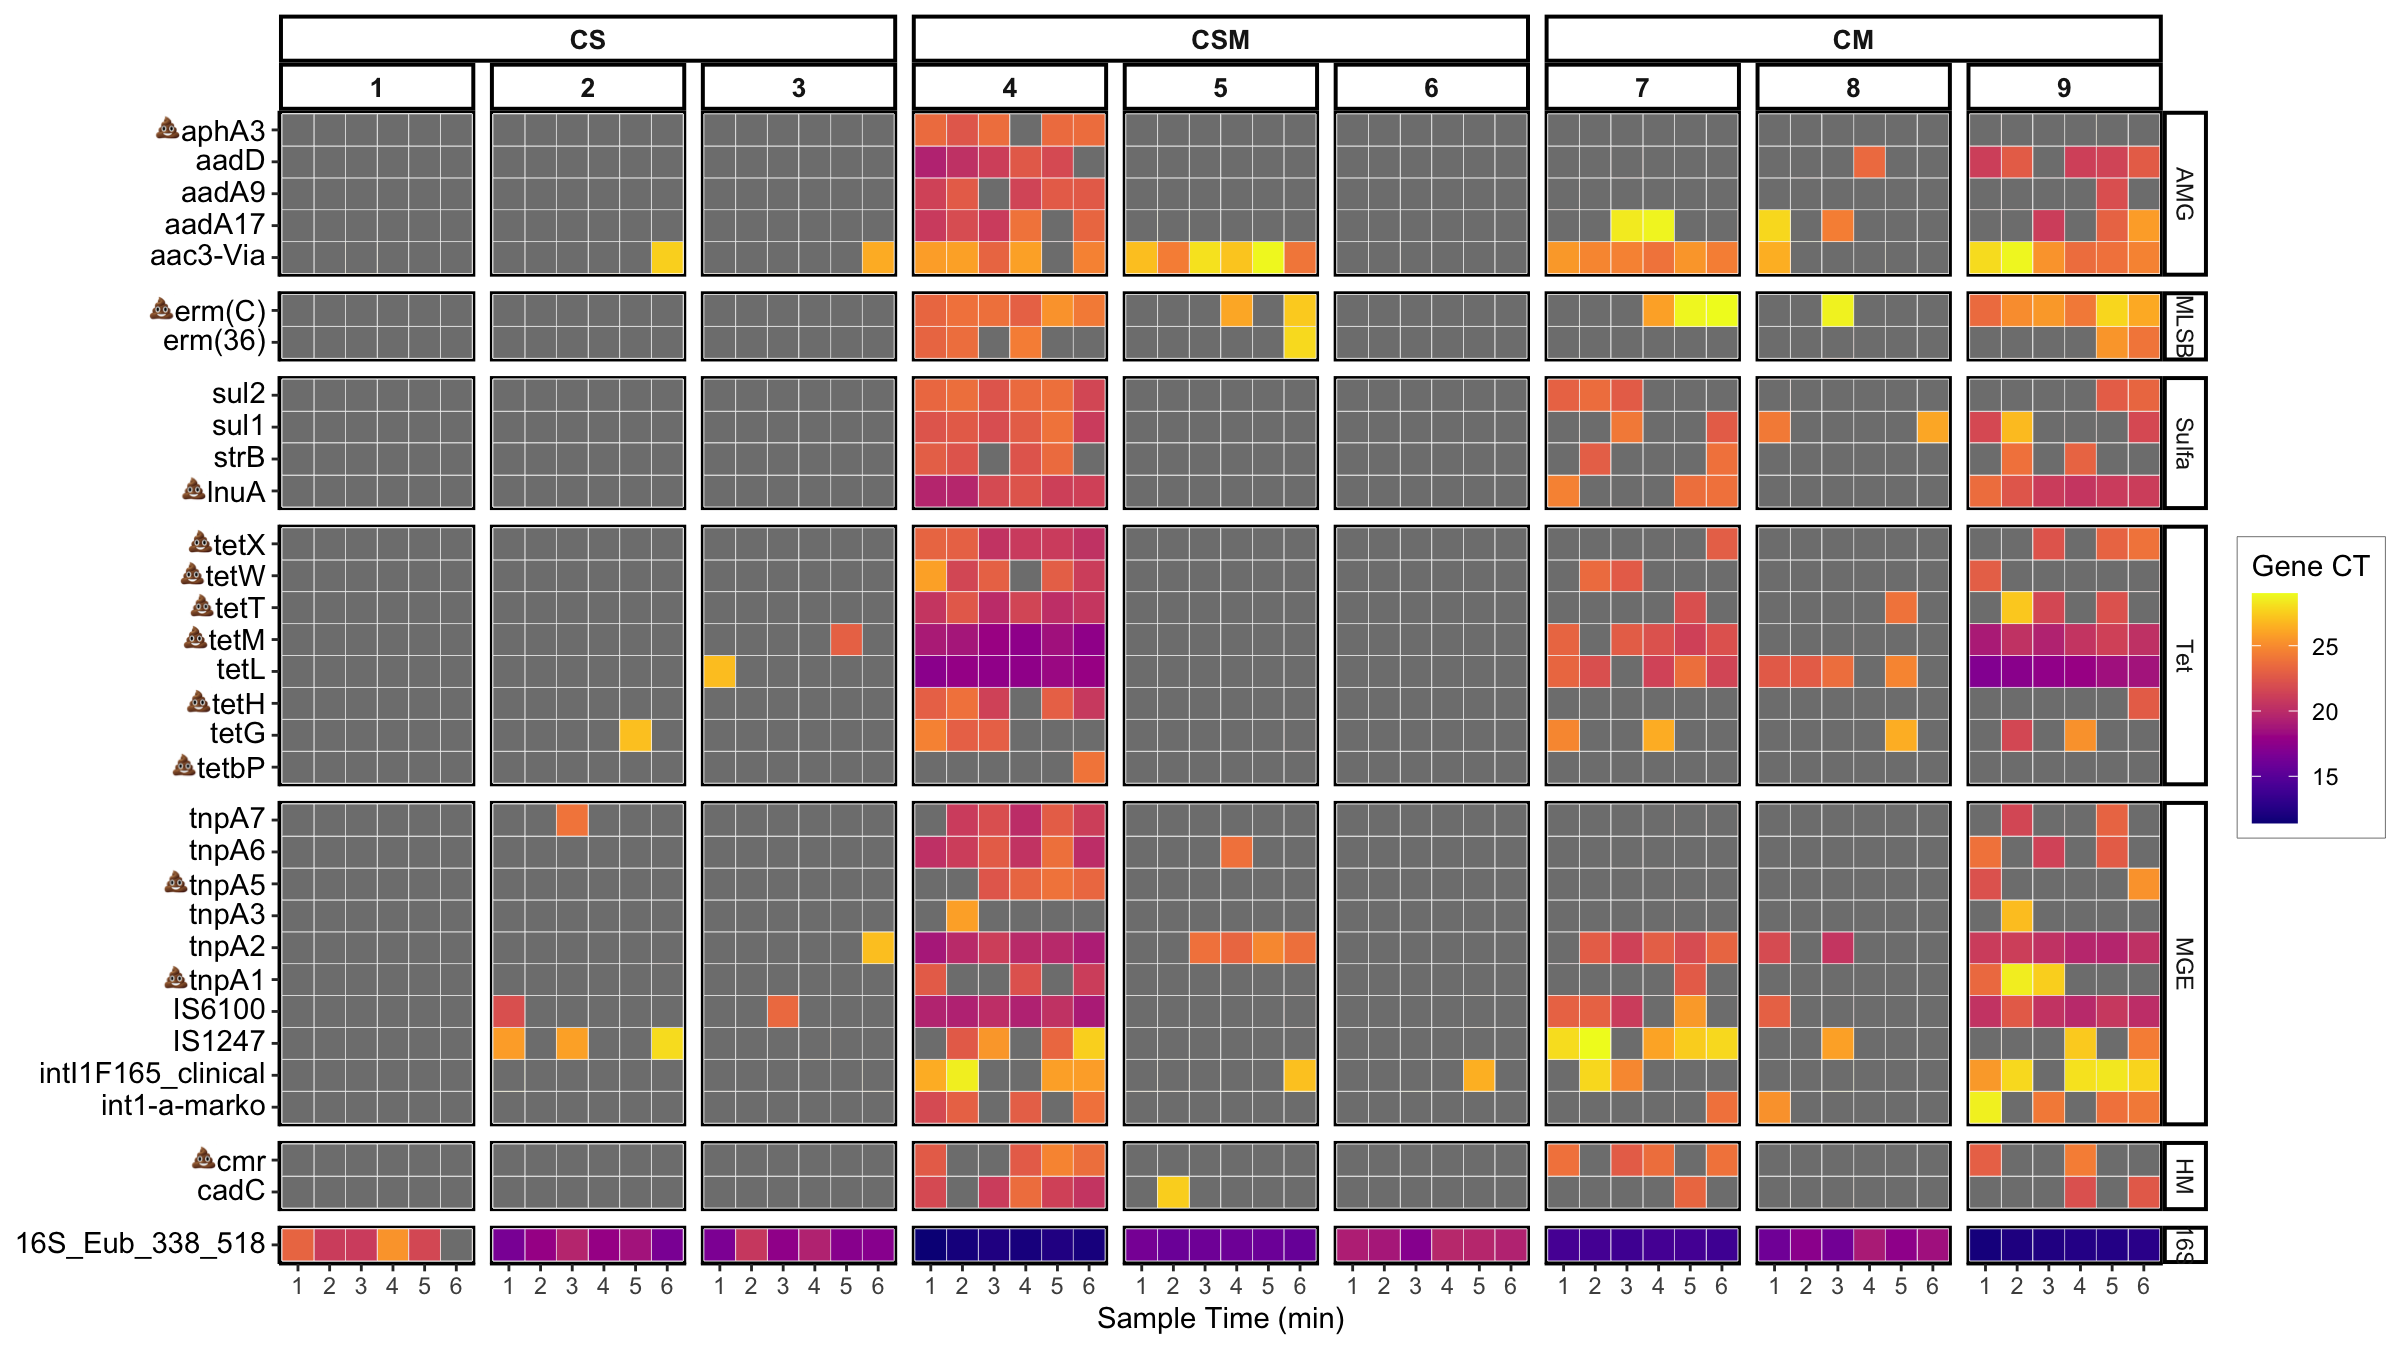 CS CSM CM
1 2 3 4 5 6 7 8 9
💩aphA3
aadD
aadA9
aadA17
aac3-Via
AMG
💩erm(C)
erm(36)
MLSB
sul2
sul1
strB
💩lnuA
Sulfa
💩tetX
💩tetW
💩tetT
💩tetM
tetL
💩tetH
tetG
💩tetbP
Tet
tnpA7
tnpA6
💩tnpA5
tnpA3
tnpA2
💩tnpA1
IS6100
IS1247
intI1F165_clinical
int1-a-marko
MGE
💩cmr
cadC
HM
16S_Eub_338_518
16S
1 2 3 4 5 6 1 2 3 4 5 6 1 2 3 4 5 6 1 2 3 4 5 6 1 2 3 4 5 6 1 2 3 4 5 6 1 2 3 4 5 6 1 2 3 4 5 6 1 2 3 4 5 6
Sample Time (min)
Gene CT
25
20
15